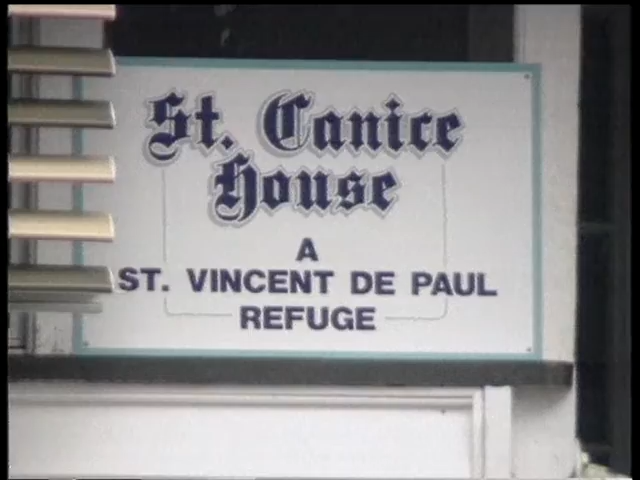 St. Canice
House
A
ST. VINCENT DE PAUL
REFUGE